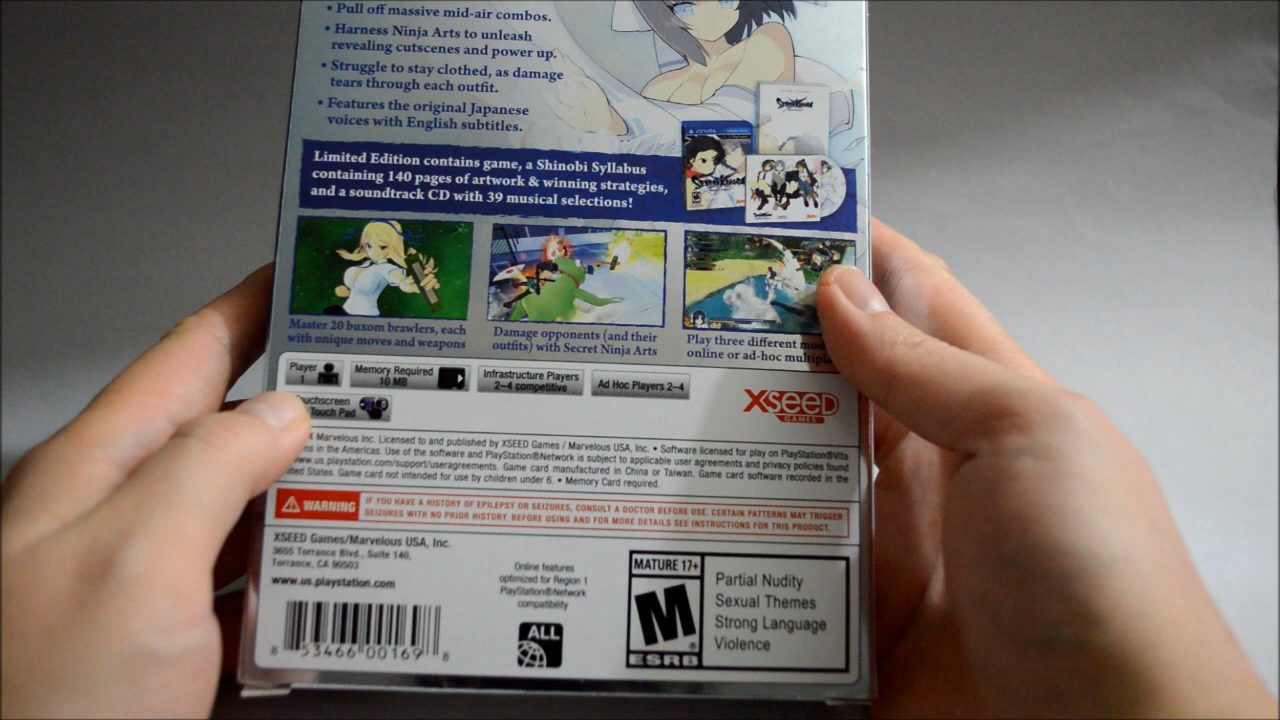 • Pull off massive mid-air combos.
• Harness Ninja Arts to unleash
revealing cutscenes and power up.
• Struggle to stay clothed, as damage
tears through each outfit.
• Features the original Japanese
voices with English subtitles.
Limited Edition contains game, a Shinobi Syllabus
containing 140 pages of artwork & winning strategies,
and a soundtrack CD with 39 musical selections!
PSVITA
Master 20 buxom brawlers, each
with unique moves and weapons
Damage opponents (and their
outfits) with Secret Ninja Arts
Play three different mod
online or ad-hoc multipla
Player
1
Memory Required
10 MB
Infrastructure Players
2-4 competitive
Ad Hoc Players 2-4
XSEED
GAMES
uchscreen
Touch Pad
4 Marvelous Inc. Licensed to and published by XSEED Games / Marvelous USA, Inc. • Software licensed for play on PlayStation®Vita
ns in the Americas. Use of the software and PlayStation®Network is subject to applicable user agreements and privacy policies found
www.us.playstation.com/support/useragreements. Game card manufactured in China or Taiwan. Game card software recorded in the
ited States. Game card not intended for use by children under 6. • Memory Card required.
WARNING
IF YOU HAVE A HISTORY OF EPILEPSY OR SEIZURES, CONSULT A DOCTOR BEFORE USE. CERTAIN PATTERNS MAY TRIGGER
SEIZURES WITH NO PRIOR HISTORY. BEFORE USING AND FOR MORE DETAILS SEE INSTRUCTIONS FOR THIS PRODUCT.
XSEED Games/Marvelous USA, Inc.
3655 Torrance Blvd., Suite 140,
Torrance, CA 90503
www.us.playstation.com
Online features
optimized for Region 1
PlayStation®Network
compatibility
ALL
8 53466 00169 8
MATURE 17+
M
ESRB
Partial Nudity
Sexual Themes
Strong Language
Violence